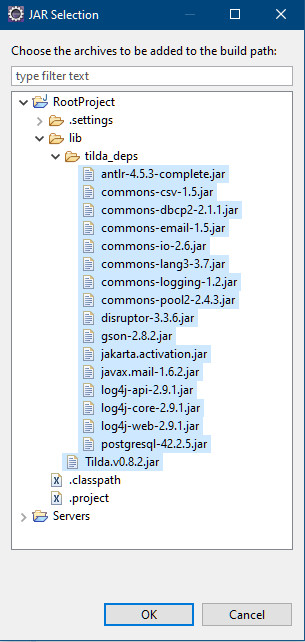 JAR Selection
Choose the archives to be added to the build path:
type filter text
RootProject
.settings
lib
tilda_deps
antlr-4.5.3-complete.jar
commons-csv-1.5.jar
commons-dbcp2-2.1.1.jar
commons-email-1.5.jar
commons-io-2.6.jar
commons-lang3-3.7.jar
commons-logging-1.2.jar
commons-pool2-2.4.3.jar
disruptor-3.3.6.jar
gson-2.8.2.jar
jakarta.activation.jar
javax.mail-1.6.2.jar
log4j-api-2.9.1.jar
log4j-core-2.9.1.jar
log4j-web-2.9.1.jar
postgresql-42.2.5.jar
Tilda.v0.8.2.jar
.classpath
.project
Servers
OK
Cancel